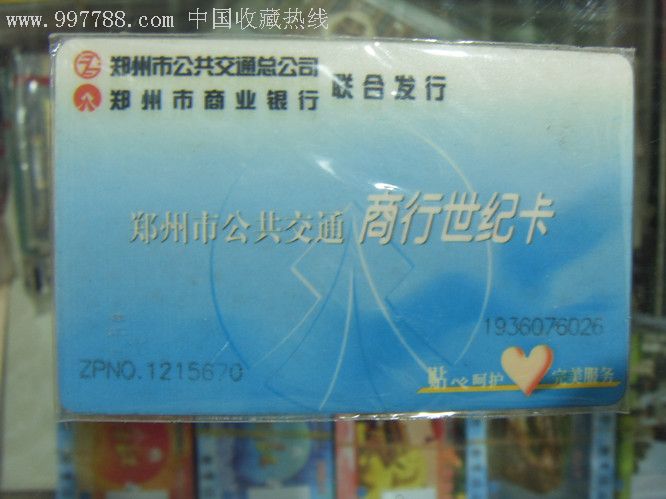 www.997788.com 中国收藏热线
郑州市公共交通总公司
郑州市商业银行
联合发行
郑州市公共交通 商行世纪卡
1936076026
ZPNO.1215670
贴心呵护 完美服务